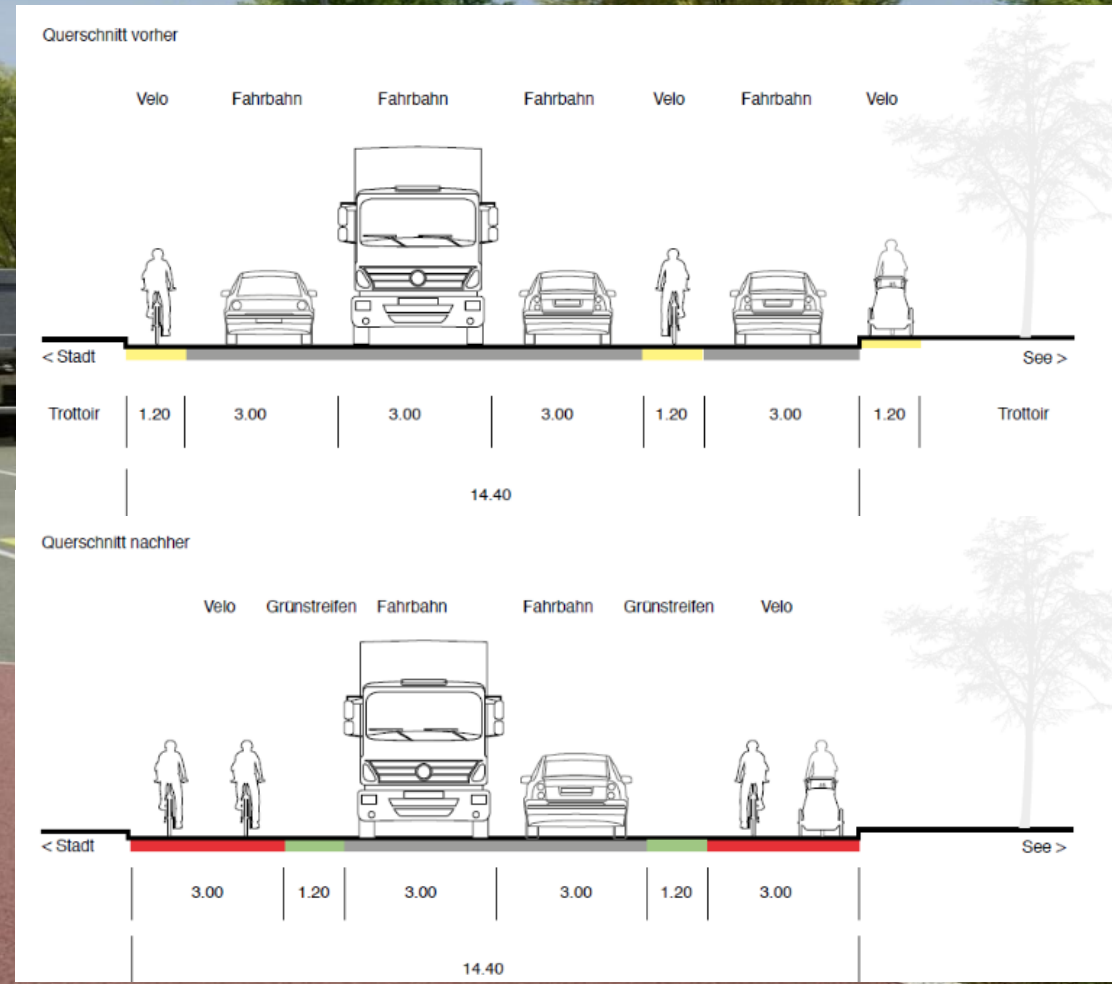 Querschnitt vorher
Velo Fahrbahn Fahrbahn Fahrbahn Velo Fahrbahn Velo
< Stadt See >
Trottoir 1.20 3.00 3.00 3.00 1.20 3.00 1.20 Trottoir
14.40
Querschnitt nachher
Velo Grünstreifen Fahrbahn Fahrbahn Grünstreifen Velo
< Stadt See >
3.00 1.20 3.00 3.00 1.20 3.00
14.40